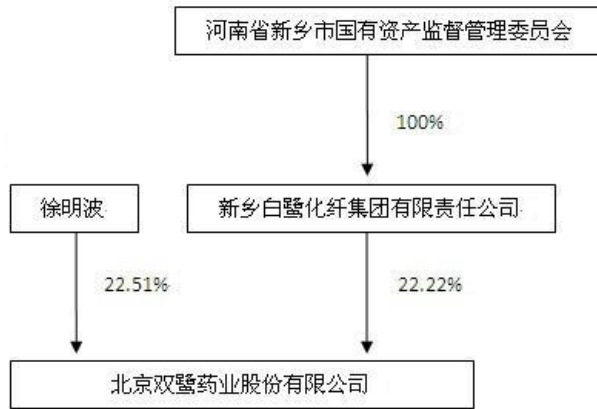 河南省新乡市国有资产监督管理委员会
100%
徐明波
新乡白鹭化纤集团有限责任公司
22.51%
22.22%
北京双鹭药业股份有限公司